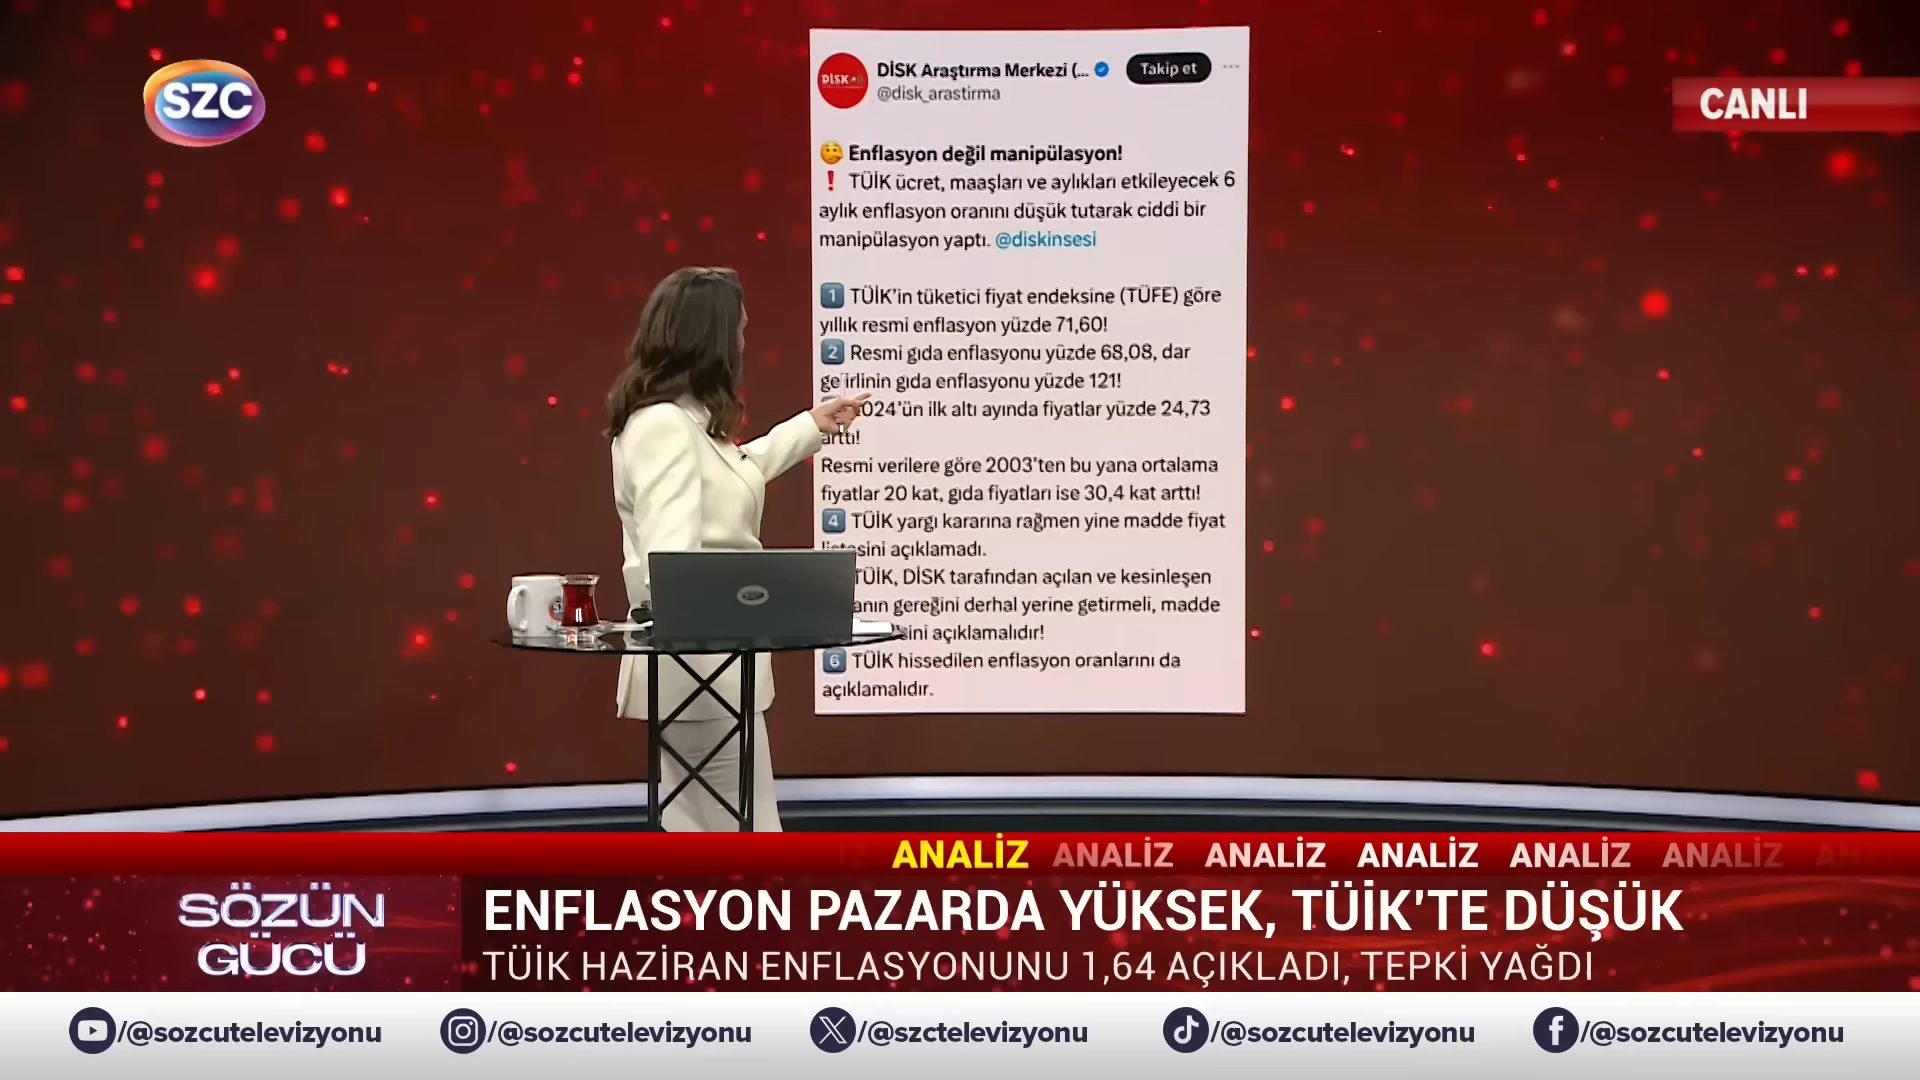 SZC
CANLI
DİSK-AR
DİSK Araştırma Merkezi (...
Takip et
@disk_arastirma
Enflasyon değil manipülasyon!
❗ TÜİK ücret, maaşları ve aylıkları etkileyecek 6
aylık enflasyon oranını düşük tutarak ciddi bir
manipülasyon yaptı. @diskinsesi
1 TÜİK'in tüketici fiyat endeksine (TÜFE) göre
yıllık resmi enflasyon yüzde 71,60!
2 Resmi gıda enflasyonu yüzde 68,08, dar
gelirlinin gıda enflasyonu yüzde 121!
2024'ün ilk altı ayında fiyatlar yüzde 24,73
arttı!
Resmi verilere göre 2003'ten bu yana ortalama
fiyatlar 20 kat, gıda fiyatları ise 30,4 kat arttı!
4 TÜİK yargı kararına rağmen yine madde fiyat
listesini açıklamadı.
TÜİK, DİSK tarafından açılan ve kesinleşen
gereğini derhal yerine getirmeli, madde
açıklamalıdır!
6 TÜİK hissedilen enflasyon oranlarını da
açıklamalıdır.
ANALİZ ANALİZ ANALİZ ANALİZ ANALİZ ANALİZ
SÖZÜN
GÜCÜ
ENFLASYON PAZARDA YÜKSEK, TÜİK'TE DÜŞÜK
TÜİK HAZİRAN ENFLASYONUNU 1,64 AÇIKLADI, TEPKİ YAĞDI
/@sozcutelevizyonu /@sozcutelevizyonu /@szctelevizyonu /@sozcutelevizyonu /@sozcutelevizyonu